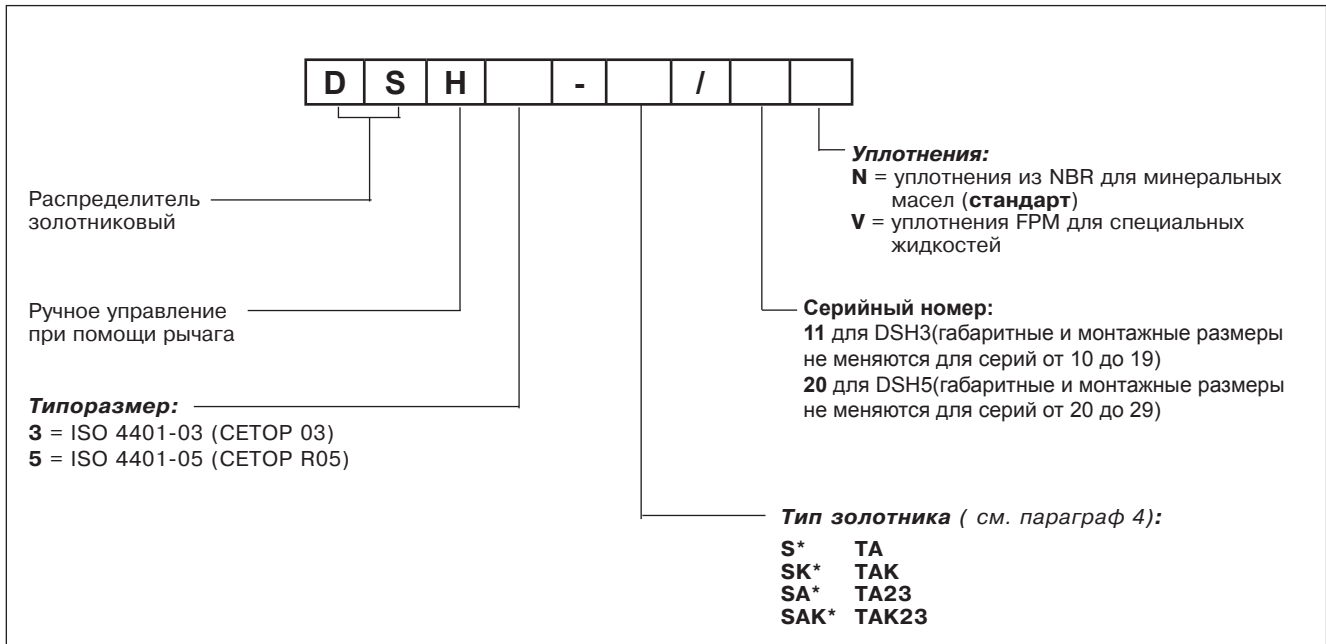 D S H - /
Распределитель
золотниковый
Ручное управление
при помощи рычага
Типоразмер:
3 = ISO 4401-03 (CETOP 03)
5 = ISO 4401-05 (CETOP R05)
Уплотнения:
N = уплотнения из NBR для минеральных
масел (стандарт)
V = уплотнения FPM для специальных
жидкостей
Серийный номер:
11 для DSH3(габаритные и монтажные размеры
не меняются для серий от 10 до 19)
20 для DSH5(габаритные и монтажные размеры
не меняются для серий от 20 до 29)
Тип золотника ( см. параграф 4):
S* TA
SK* TAK
SA* TA23
SAK* TAK23